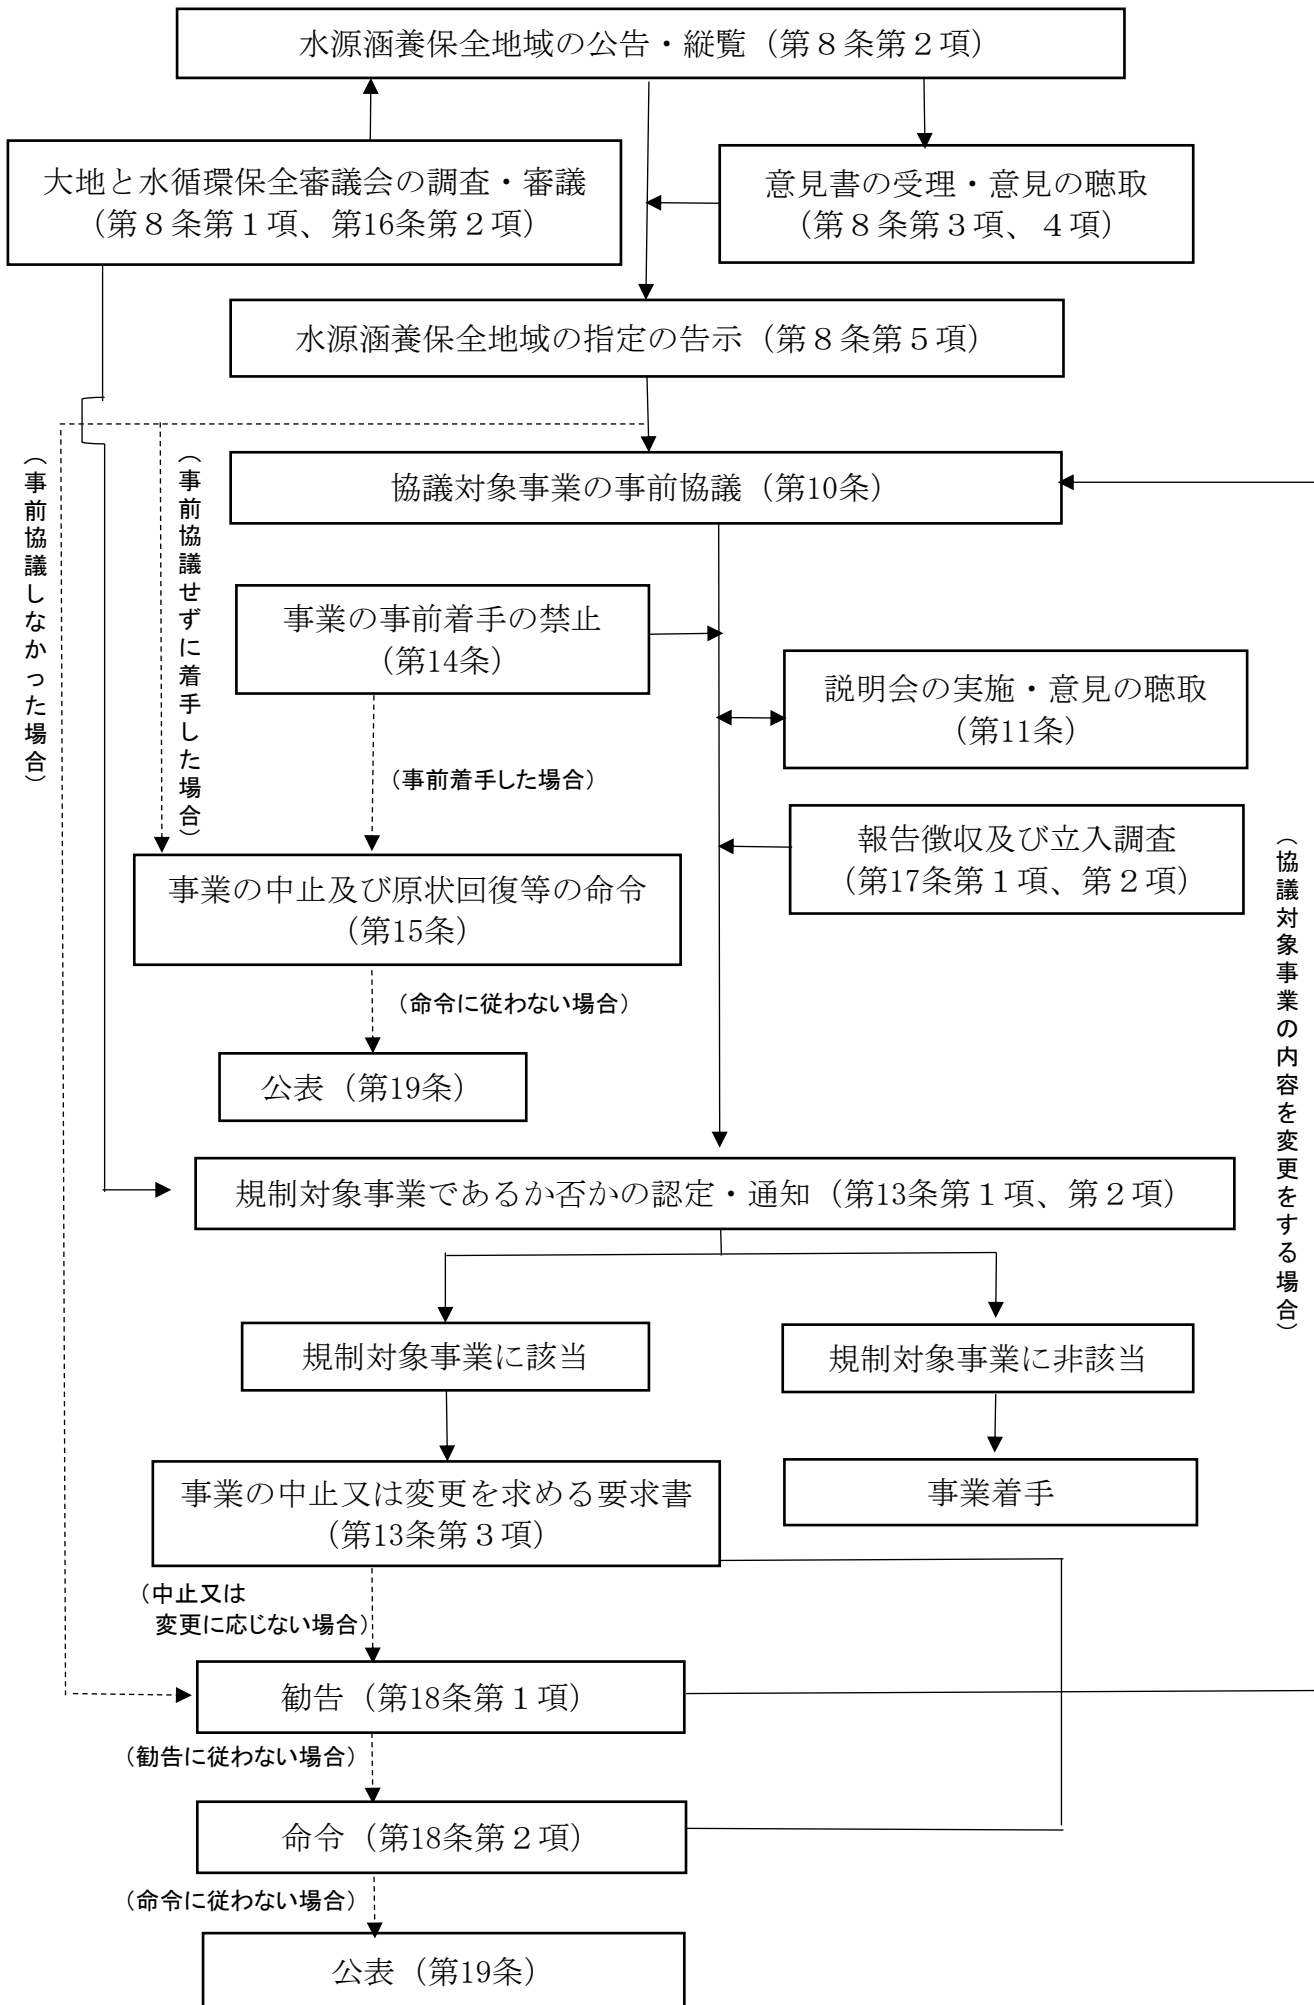 水源涵養保全地域の公告・縦覧（第８条第２項）
大地と水循環保全審議会の調査・審議
（第８条第１項、第16条第２項）
意見書の受理・意見の聴取
（第８条第３項、４項）
水源涵養保全地域の指定の告示（第８条第５項）
（事前協議しなかった場合）
（事前協議せずに着手した場合）
協議対象事業の事前協議（第10条）
事業の事前着手の禁止
（第14条）
説明会の実施・意見の聴取
（第11条）
（事前着手した場合）
報告徴収及び立入調査
（第17条第１項、第２項）
（協議対象事業の内容を変更をする場合）
事業の中止及び原状回復等の命令
（第15条）
（命令に従わない場合）
公表（第19条）
規制対象事業であるか否かの認定・通知（第13条第１項、第２項）
規制対象事業に該当
規制対象事業に非該当
事業の中止又は変更を求める要求書
（第13条第３項）
事業着手
（中止又は
変更に応じない場合）
勧告（第18条第１項）
（勧告に従わない場合）
命令（第18条第２項）
（命令に従わない場合）
公表（第19条）